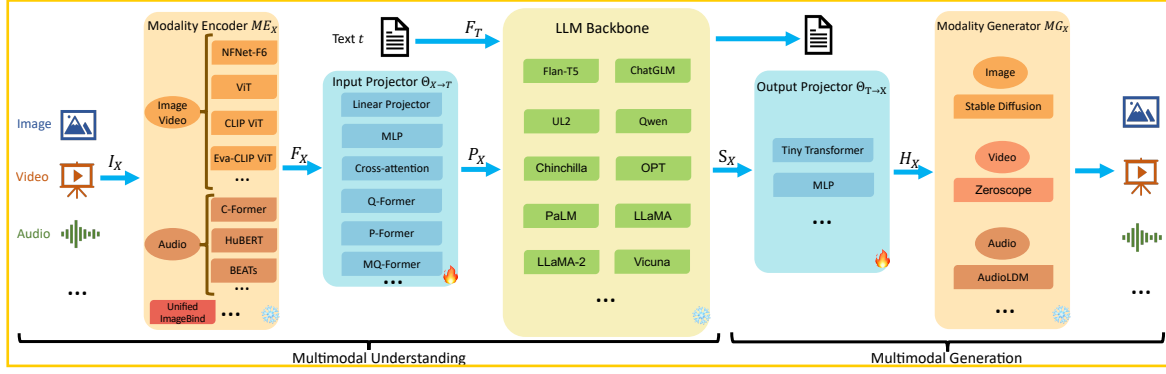 Image
Video
Audio
...
I_X
Modality Encoder ME_X
Image
Video
NFNet-F6
ViT
CLIP ViT
Eva-CLIP ViT
...
Audio
C-Former
HuBERT
BEATs
...
Unified
ImageBind
...
F_X
Text t
F_T
Input Projector Θ_{X→T}
Linear Projector
MLP
Cross-attention
Q-Former
P-Former
MQ-Former
...
P_X
LLM Backbone
Flan-T5
ChatGLM
UL2
Qwen
Chinchilla
OPT
PaLM
LLaMA
LLaMA-2
Vicuna
...
S_X
Output Projector Θ_{T→X}
Tiny Transformer
MLP
...
H_X
Modality Generator MG_X
Image
Stable Diffusion
Video
Zeroscope
Audio
AudioLDM
...
...
Multimodal Understanding
Multimodal Generation